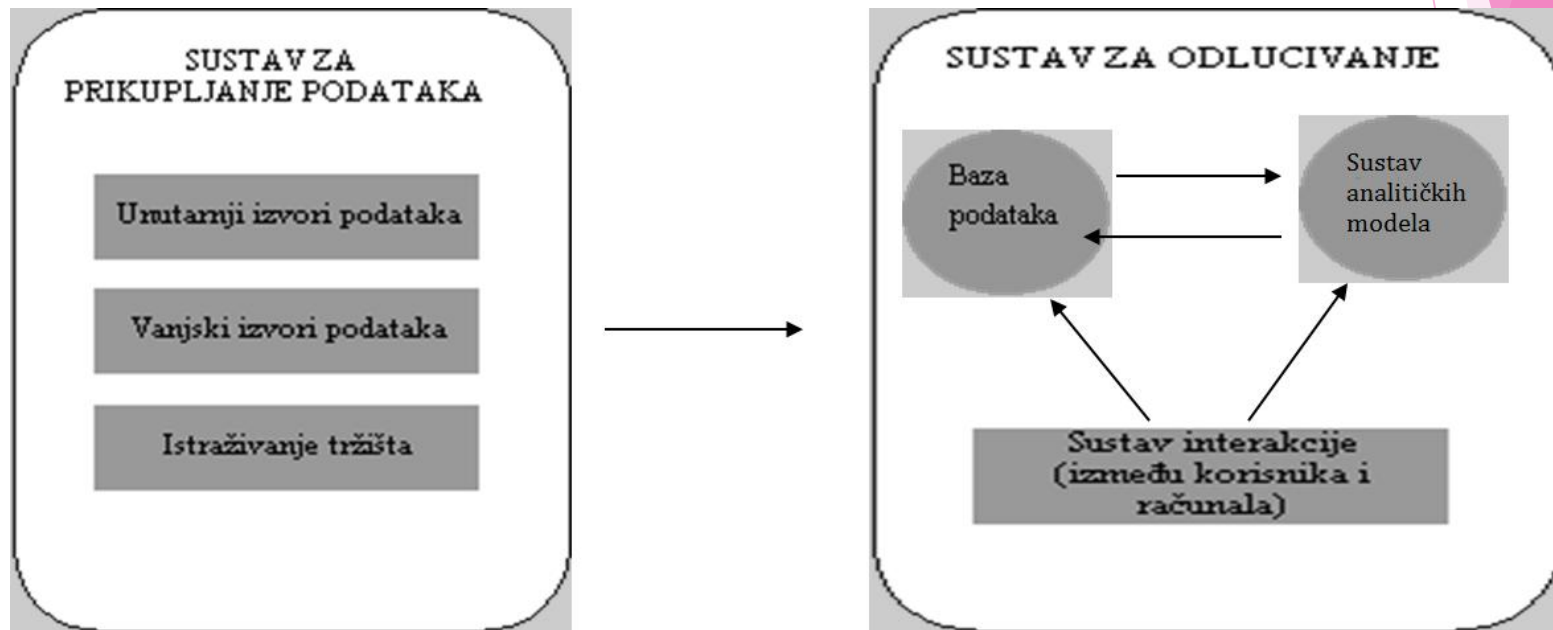 SUSTAV ZA
PRIKUPLJANJE PODATAKA
Unutarnji izvori podataka
Vanjski izvori podataka
Istraživanje tržišta
SUSTAV ZA ODLUCIVANJE
Baza
podataka
Sustav
analitičkih
modela
Sustav interakcije
(između korisnika i
računala)